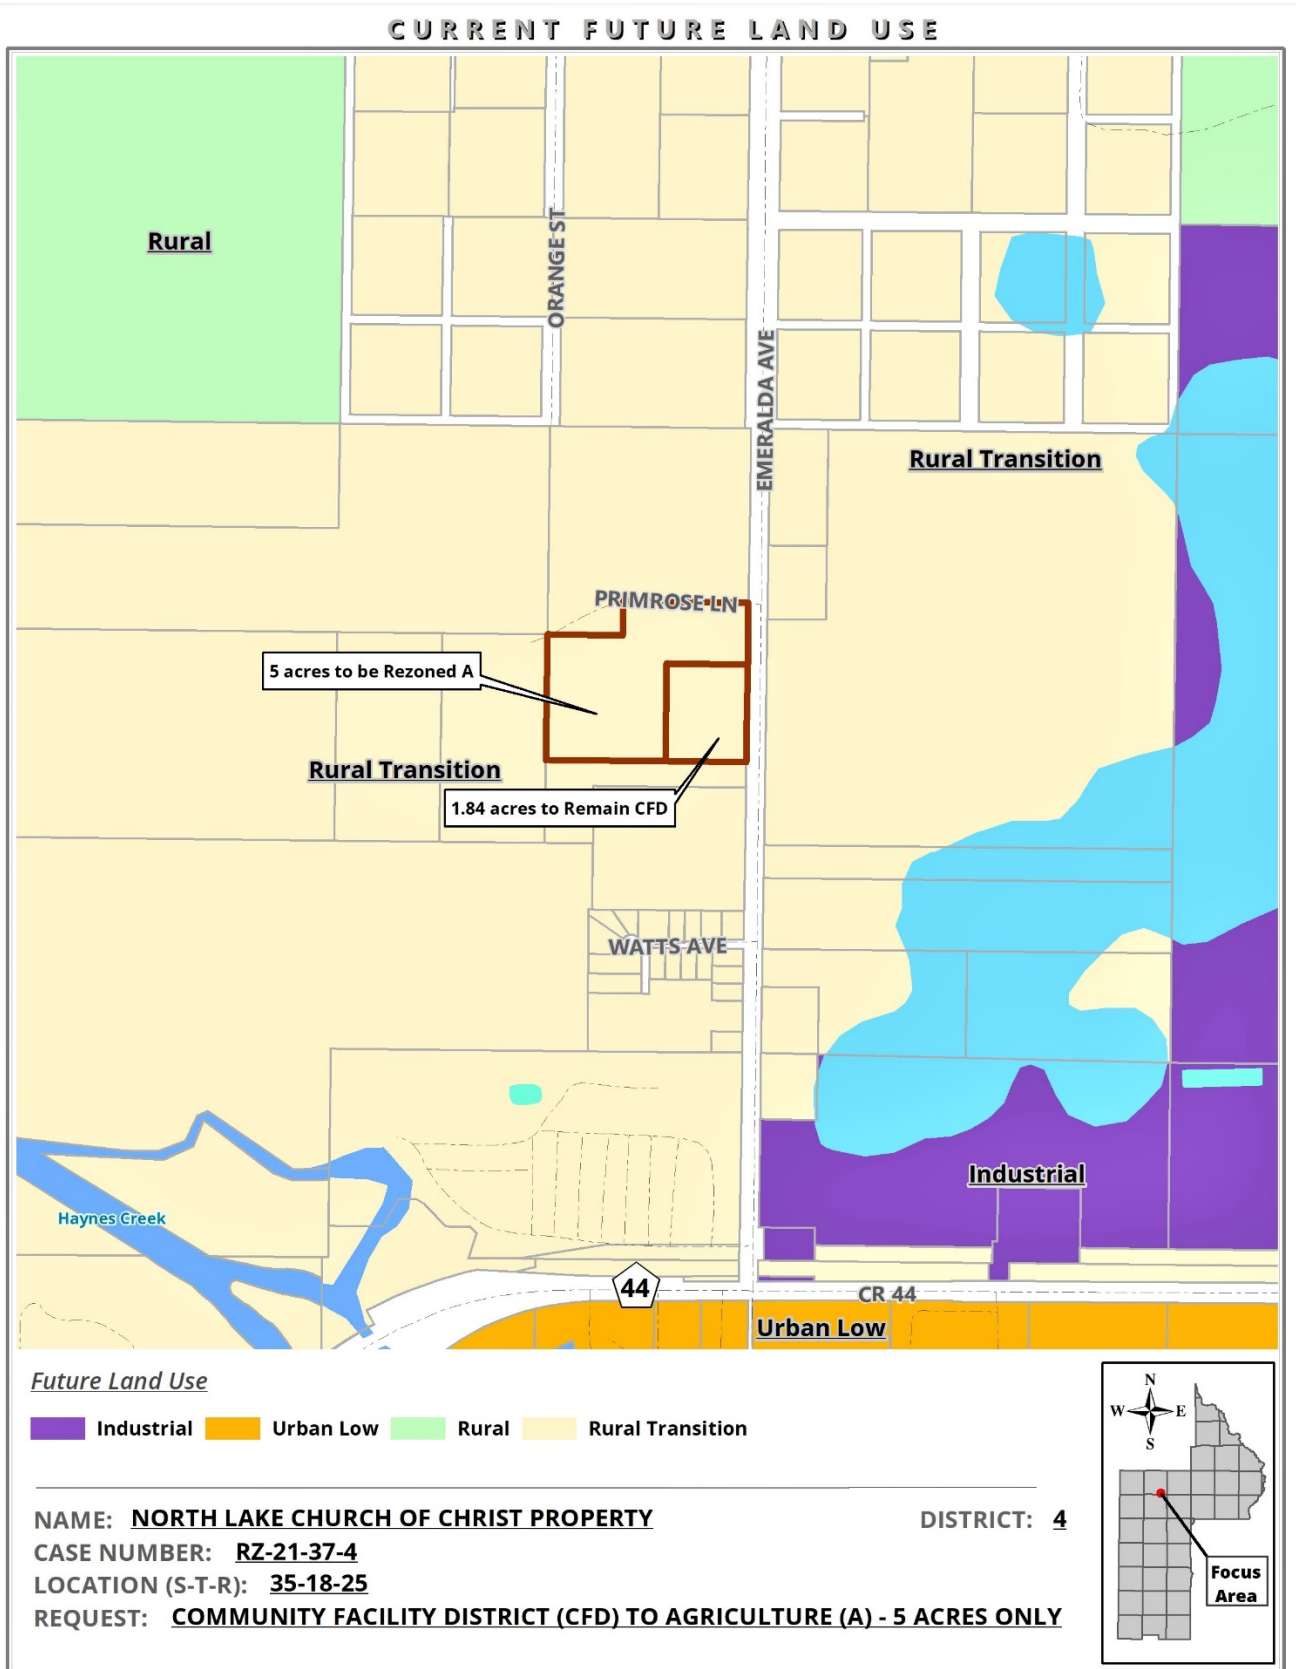 CURRENT FUTURE LAND USE
Rural
ORANGE ST
EMERALDA AVE
Rural Transition
PRIMROSE LN
5 acres to be Rezoned A
Rural Transition
1.84 acres to Remain CFD
WATTS AVE
Industrial
Haynes Creek
44
CR 44
Urban Low
Future Land Use
Industrial Urban Low Rural Rural Transition
N
W E
S
Focus
Area
NAME: NORTH LAKE CHURCH OF CHRIST PROPERTY DISTRICT: 4
CASE NUMBER: RZ-21-37-4
LOCATION (S-T-R): 35-18-25
REQUEST: COMMUNITY FACILITY DISTRICT (CFD) TO AGRICULTURE (A) - 5 ACRES ONLY